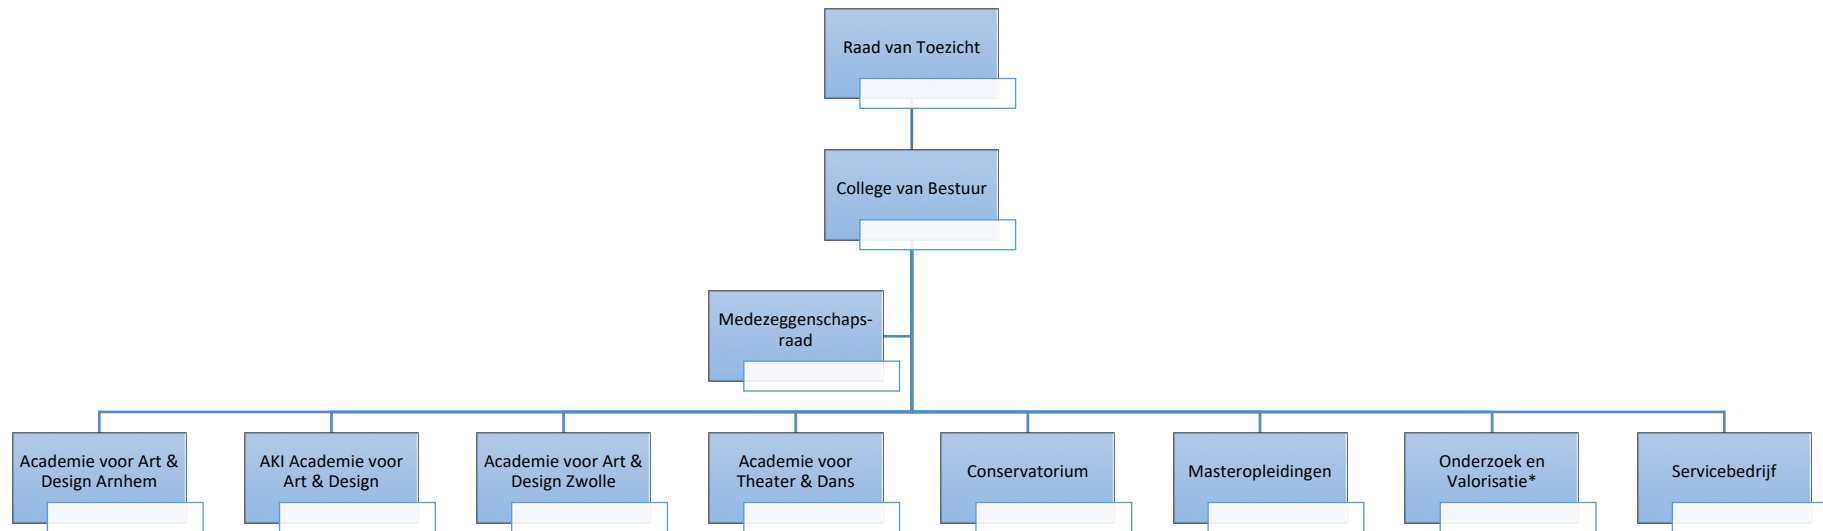 Raad van Toezicht
College van Bestuur
Medezeggenschaps-
raad
Academie voor Art &
Design Arnhem
AKI Academie voor
Art & Design
Academie voor Art &
Design Zwolle
Academie voor
Theater & Dans
Conservatorium
Masteropleidingen
Onderzoek en
Valorisatie*
Servicebedrijf